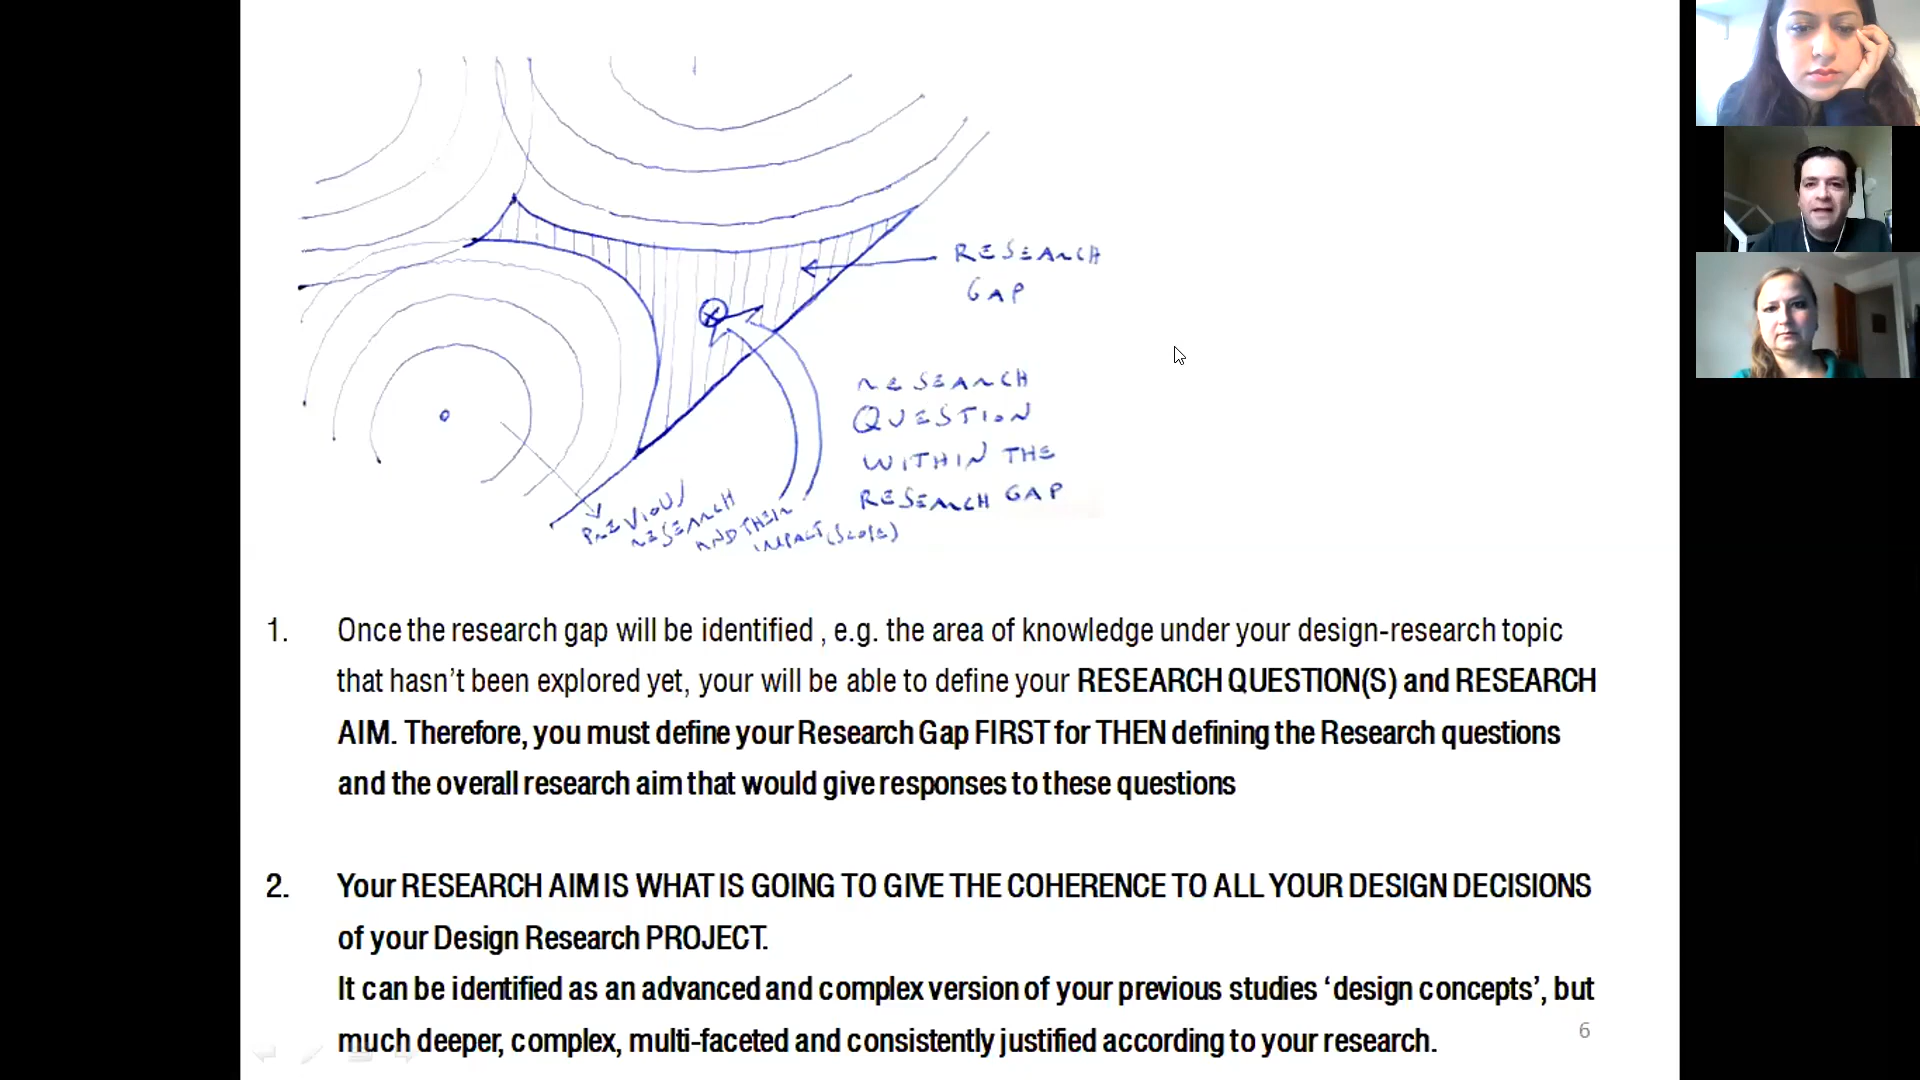 RESEARCH
GAP
RESEARCH
QUESTION
WITHIN THE
RESEARCH GAP
PREVIOUS
RESEARCH
AND THEIR
IMPACT (SCOPE)
1. Once the research gap will be identified , e.g. the area of knowledge under your design-research topic
that hasn’t been explored yet, your will be able to define your RESEARCH QUESTION(S) and RESEARCH
AIM. Therefore, you must define your Research Gap FIRST for THEN defining the Research questions
and the overall research aim that would give responses to these questions
2. Your RESEARCH AIM IS WHAT IS GOING TO GIVE THE COHERENCE TO ALL YOUR DESIGN DECISIONS
of your Design Research PROJECT.
It can be identified as an advanced and complex version of your previous studies ‘design concepts’, but
much deeper, complex, multi-faceted and consistently justified according to your research.
6